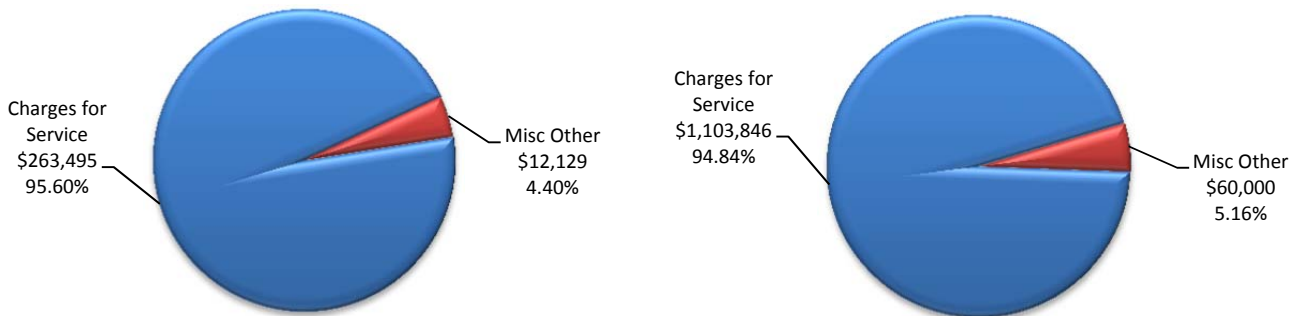 Charges for
Service
$263,495
95.60%
Misc Other
$12,129
4.40%
Charges for
Service
$1,103,846
94.84%
Misc Other
$60,000
5.16%